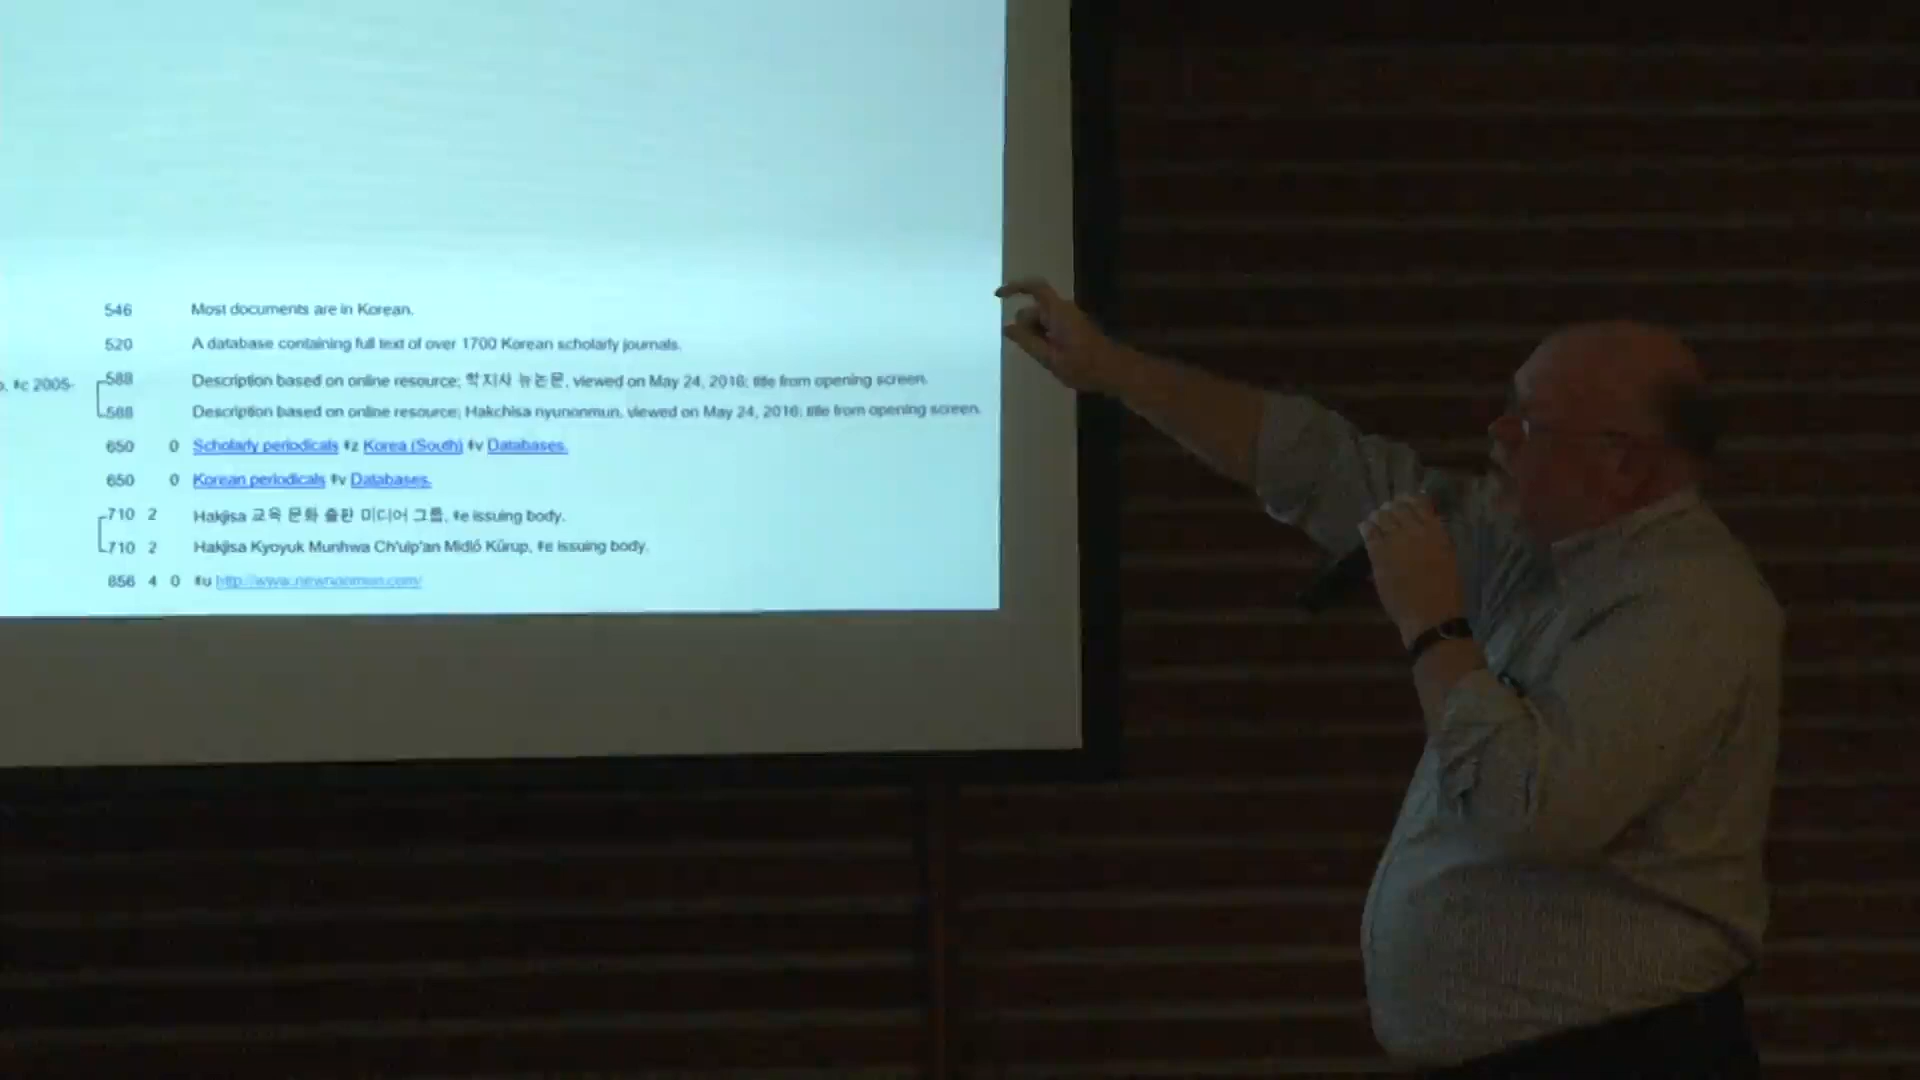 546 Most documents are in Korean.
520 A database containing full text of over 1700 Korean scholarly journals.
‡c 2005-
588 Description based on online resource; 학지사 뉴논문, viewed on May 24, 2016; title from opening screen.
588 Description based on online resource; Hakchisa nyunonmun, viewed on May 24, 2016; title from opening screen.
650 0 Scholarly periodicals ‡z Korea (South) ‡v Databases.
650 0 Korean periodicals ‡v Databases.
710 2 Hakjisa 교육 문화 출판 미디어 그룹, ‡e issuing body.
710 2 Hakjisa Kyoyuk Munhwa Ch'ulp'an Midiŏ Kŭrup, ‡e issuing body.
856 4 0 ‡u http://www.newnonmun.com/